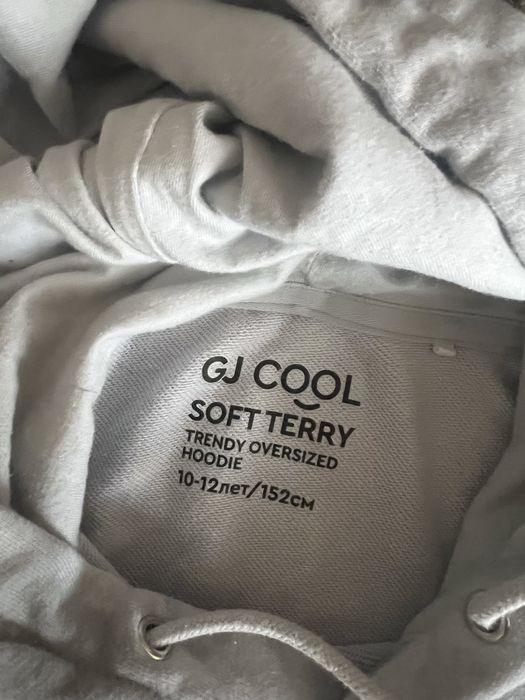 GJ COOL
SOFT TERRY
TRENDY OVERSIZED
HOODIE
10-12лет/152см